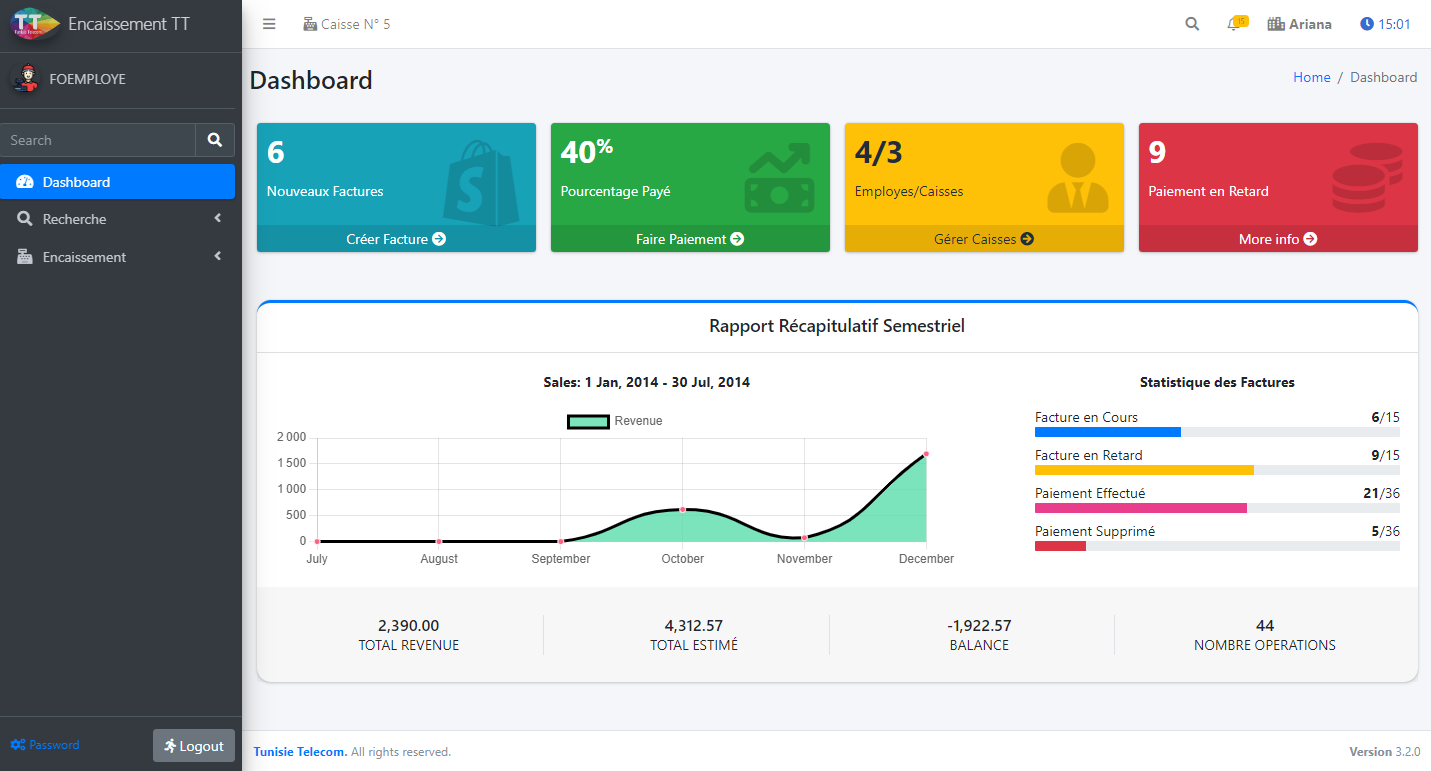 TT
Tunisie Telecom
Encaissement TT
Caisse N° 5
15
Ariana
15:01
FOEMPLOYE
Search
Dashboard
Recherche
Encaissement
Password
Logout
Dashboard
Home / Dashboard
6
Nouveaux Factures
Créer Facture
40%
Pourcentage Payé
Faire Paiement
4/3
Employes/Caisses
Gérer Caisses
9
Paiement en Retard
More info
Rapport Récapitulatif Semestriel
Sales: 1 Jan, 2014 - 30 Jul, 2014
Revenue
2 000
1 500
1 000
500
0
July August September October November December
Statistique des Factures
Facture en Cours 6/15
Facture en Retard 9/15
Paiement Effectué 21/36
Paiement Supprimé 5/36
2,390.00
TOTAL REVENUE
4,312.57
TOTAL ESTIMÉ
-1,922.57
BALANCE
44
NOMBRE OPERATIONS
Tunisie Telecom. All rights reserved.
Version 3.2.0